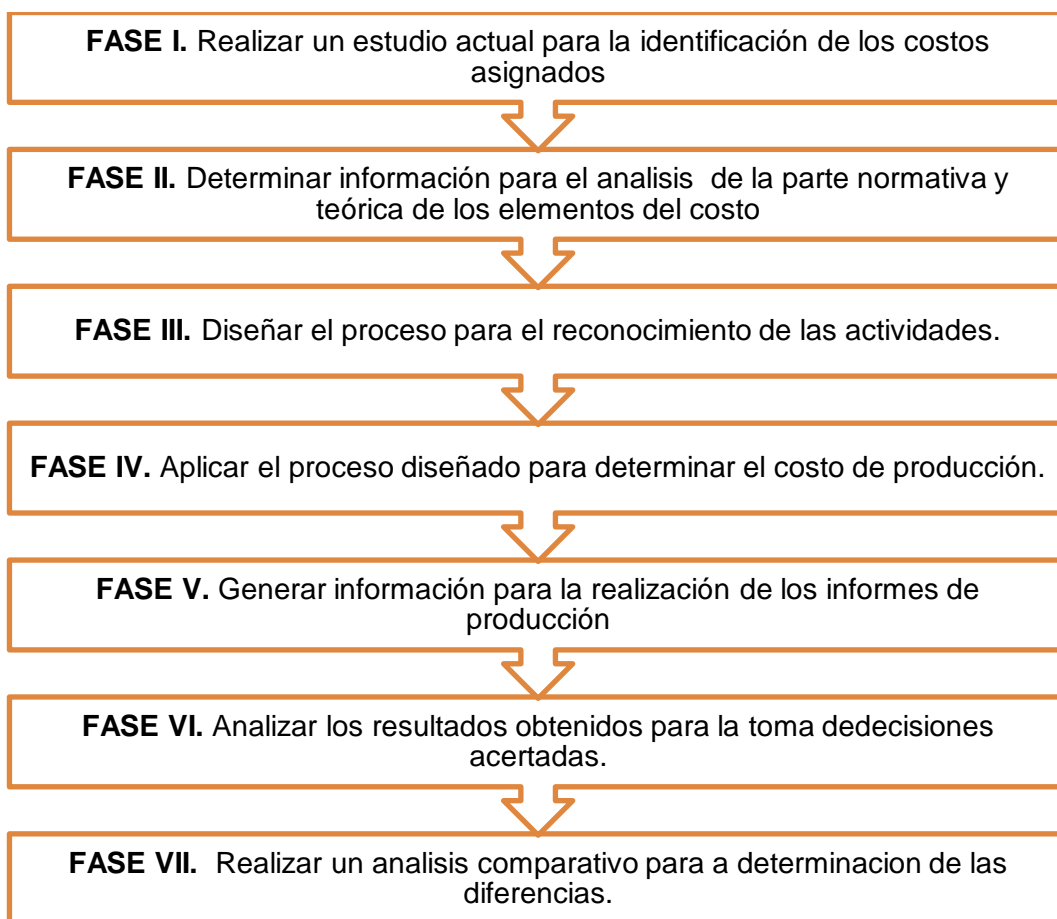 FASE I. Realizar un estudio actual para la identificación de los costos
asignados
FASE II. Determinar información para el analisis  de la parte normativa y
teórica de los elementos del costo
FASE III. Diseñar el proceso para el reconocimiento de las actividades.
FASE IV. Aplicar el proceso diseñado para determinar el costo de producción.
FASE V. Generar información para la realización de los informes de
producción
FASE VI. Analizar los resultados obtenidos para la toma dedecisiones
acertadas.
FASE VII.  Realizar un analisis comparativo para a determinacion de las
diferencias.